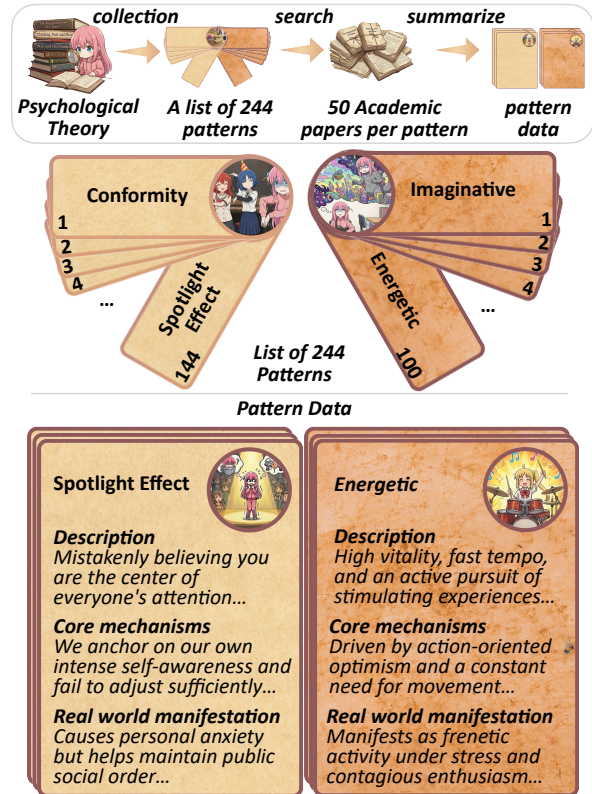 collection
search
summarize
Psychological
Theory
A list of 244
patterns
50 Academic
papers per pattern
pattern
data
Conformity
1
2
3
4
...
Spotlight
Effect
144
Imaginative
1
2
3
4
...
Energetic
100
List of 244
Patterns
Pattern Data
Spotlight Effect
Description
Mistakenly believing you
are the center of
everyone's attention...
Core mechanisms
We anchor on our own
intense self-awareness and
fail to adjust sufficiently...
Real world manifestation
Causes personal anxiety
but helps maintain public
social order...
Energetic
Description
High vitality, fast tempo,
and an active pursuit of
stimulating experiences...
Core mechanisms
Driven by action-oriented
optimism and a constant
need for movement...
Real world manifestation
Manifests as frenetic
activity under stress and
contagious enthusiasm...